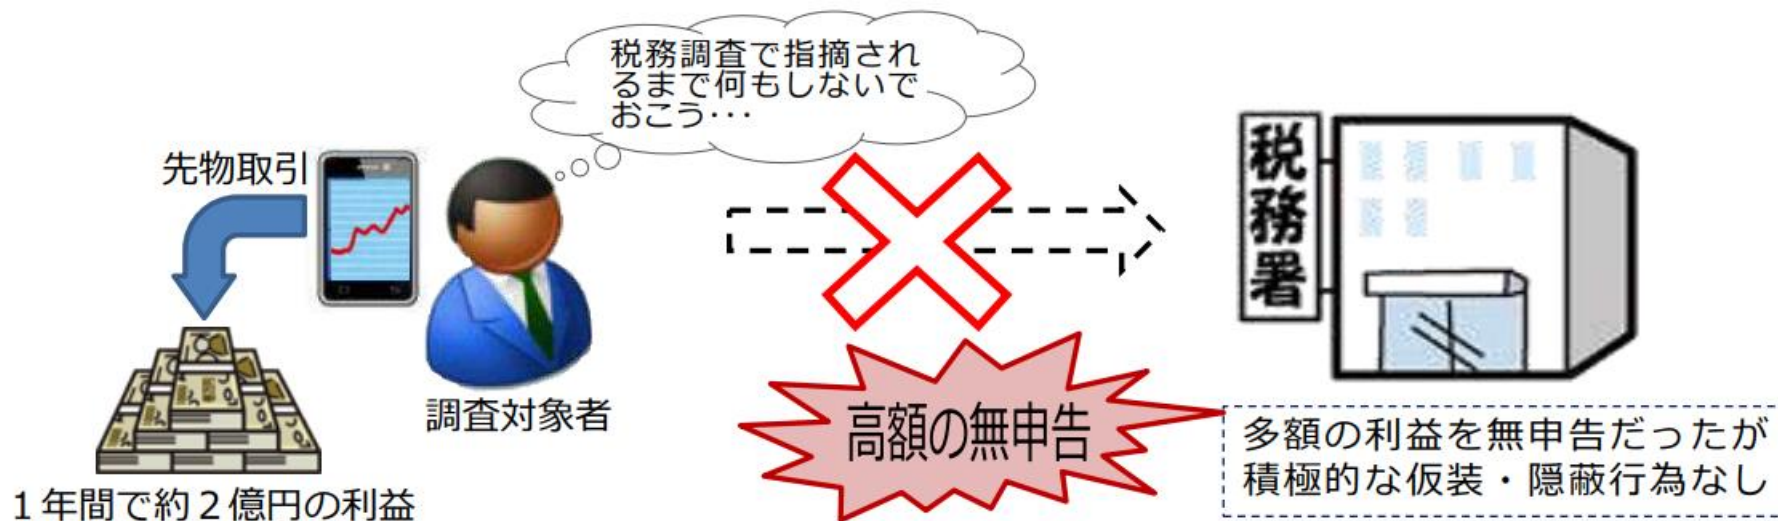 税務調査で指摘され
るまで何もしないで
おこう･･･
先物取引
調査対象者
１年間で約２億円の利益
高額の無申告
税務署
多額の利益を無申告だったが
積極的な仮装・隠蔽行為なし